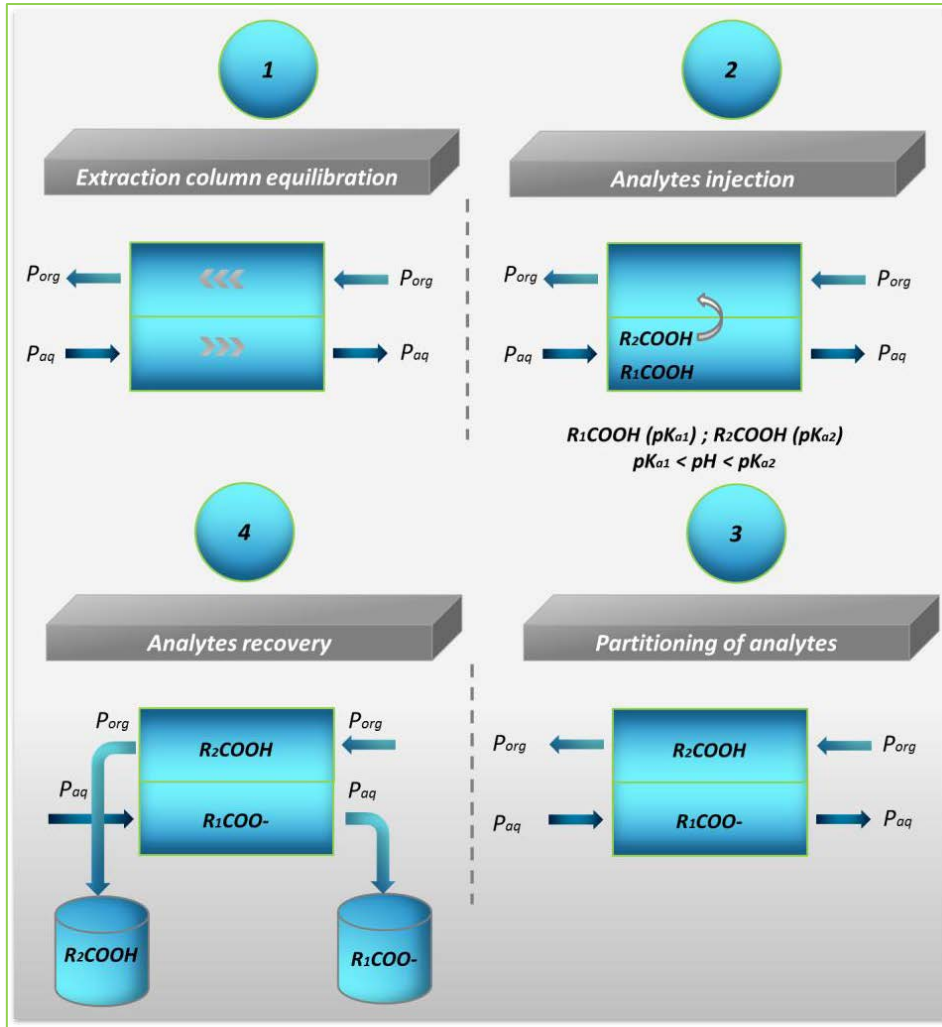 1
Extraction column equilibration
Porg
Porg
Paq
Paq
2
Analytes injection
Porg
Porg
R2COOH
Paq
Paq
R1COOH
R1COOH (pKa1) ; R2COOH (pKa2)
pKa1 < pH < pKa2
3
Partitioning of analytes
Porg
R2COOH
Porg
Paq
R1COO-
Paq
4
Analytes recovery
Porg
Porg
R2COOH
Paq
Paq
R1COO-
R2COOH
R1COO-